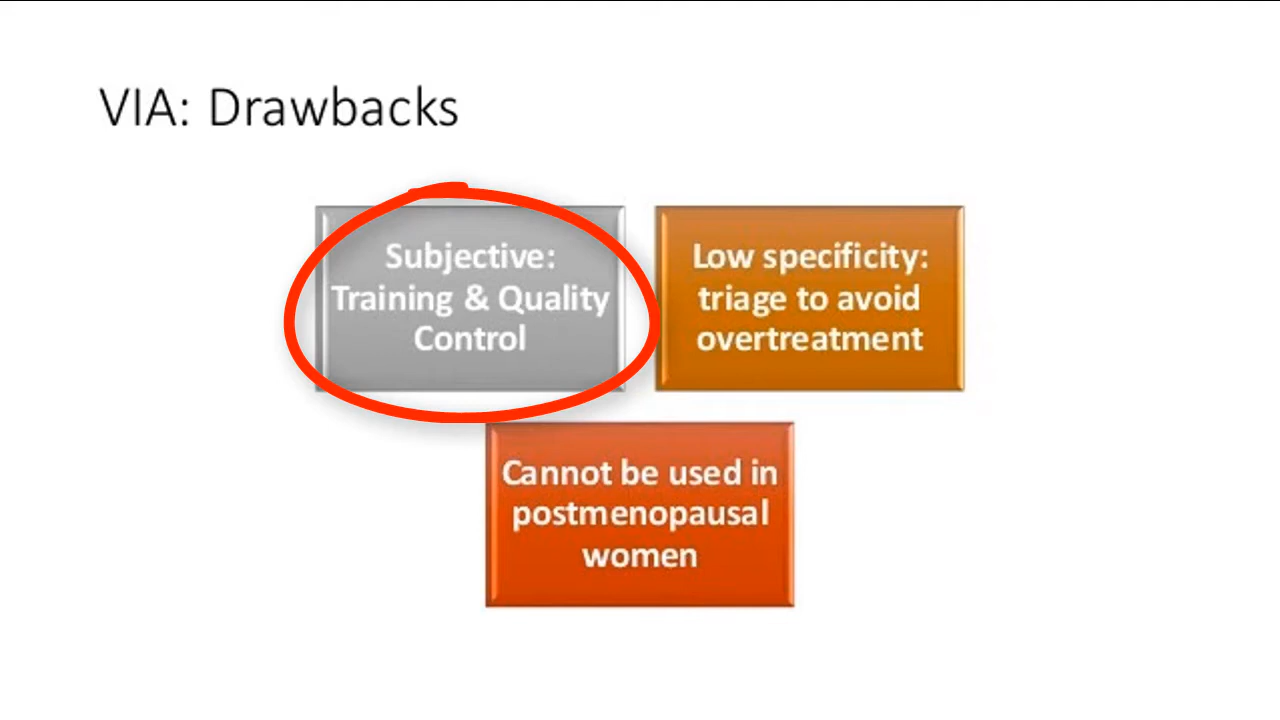 VIA: Drawbacks
Subjective:
Training & Quality
Control
Low specificity:
triage to avoid
overtreatment
Cannot be used in
postmenopausal
women